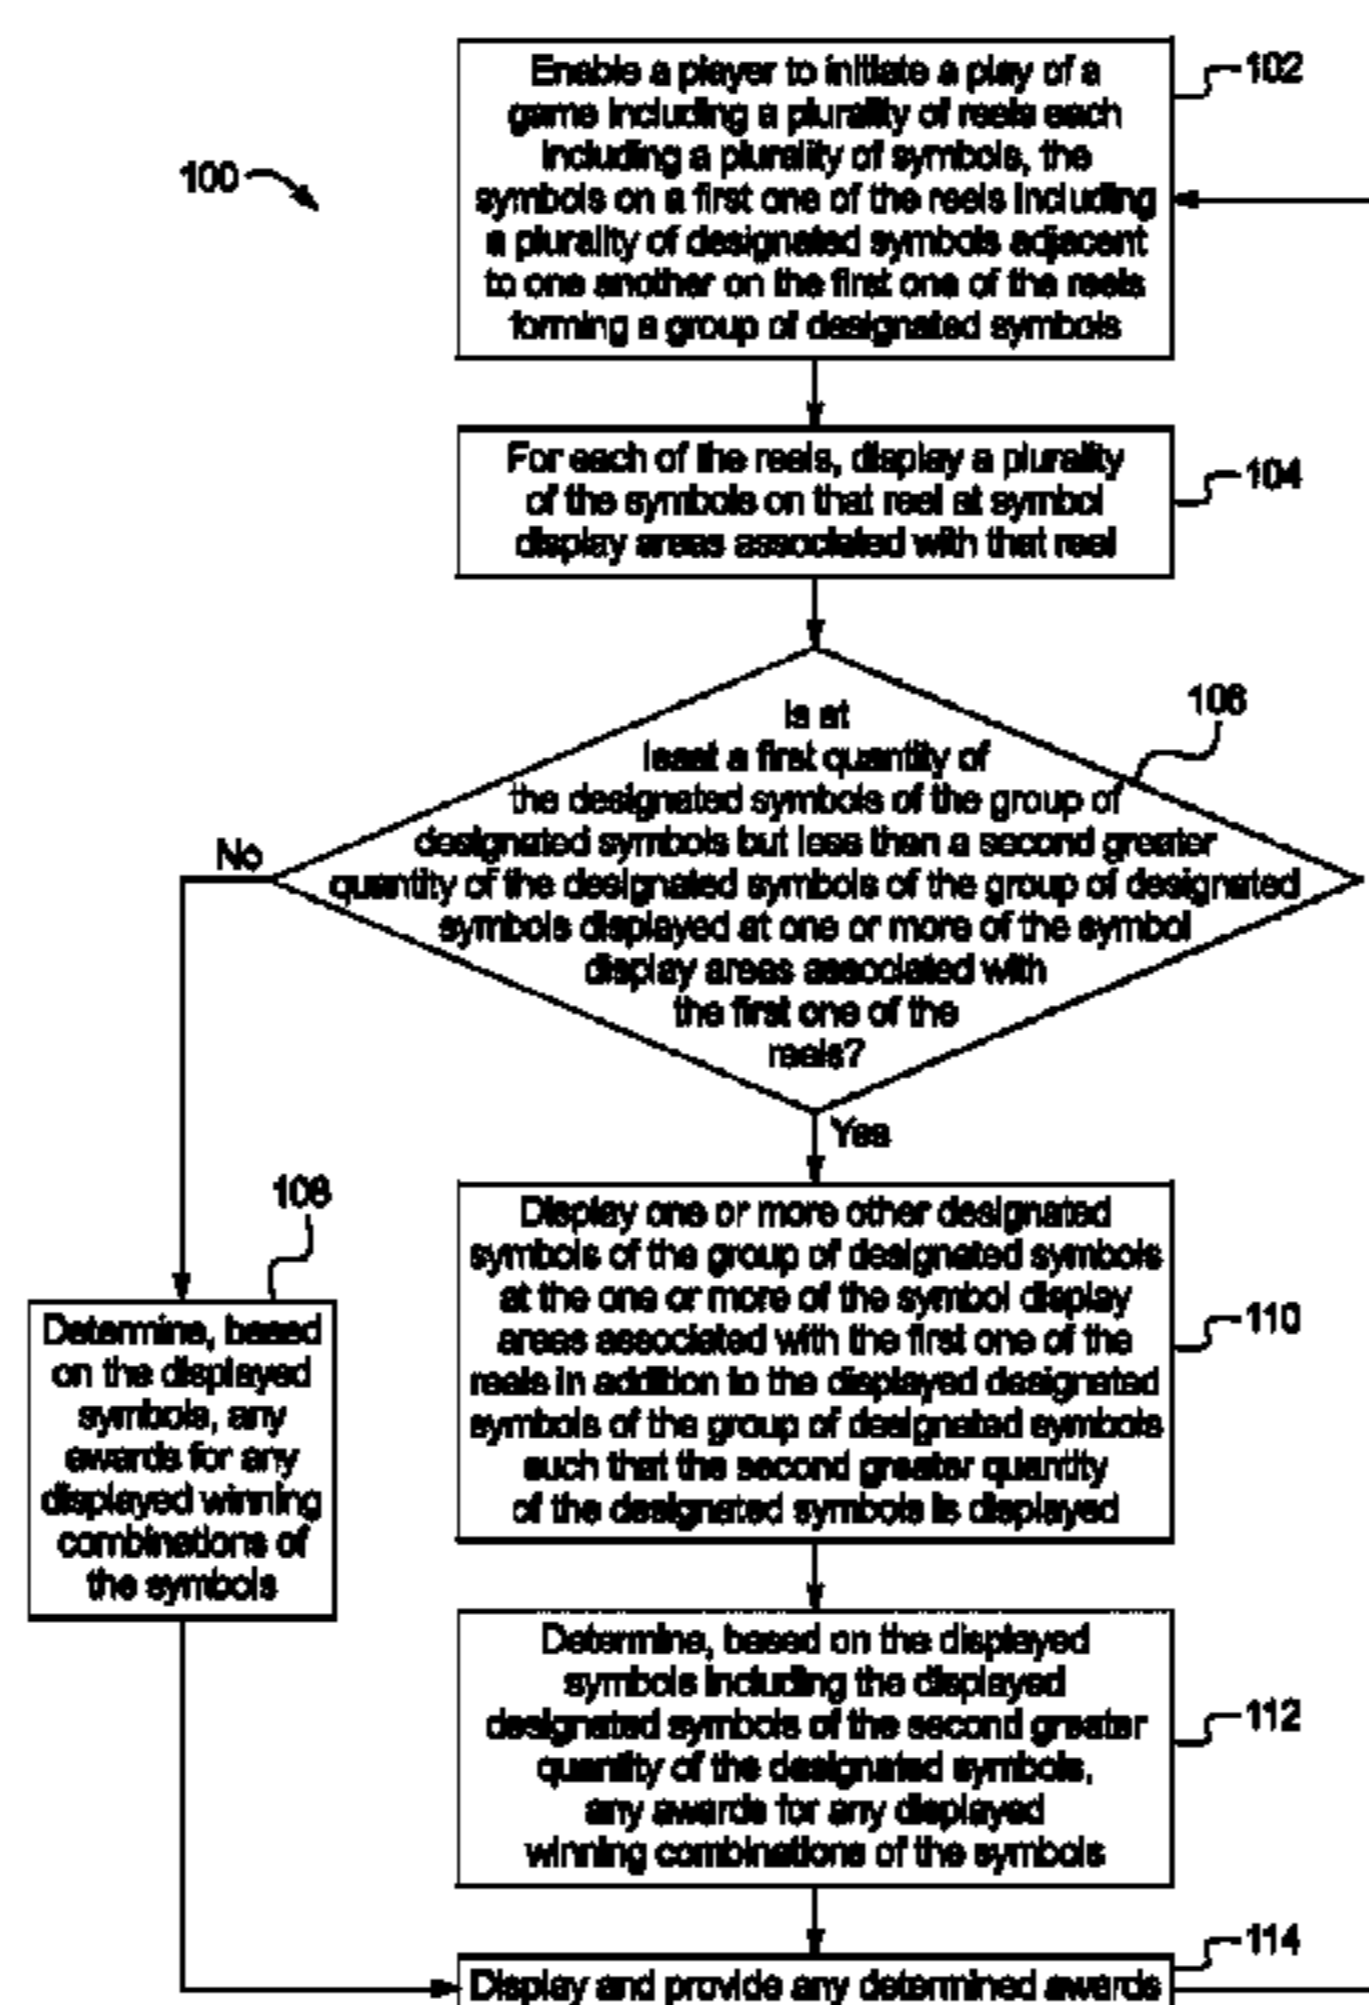 100
Enable a player to initiate a play of a
game including a plurality of reels each
including a plurality of symbols, the
symbols on a first one of the reels including
a plurality of designated symbols adjacent
to one another on the first one of the reels
forming a group of designated symbols
102
For each of the reels, display a plurality
of the symbols on that reel at symbol
display areas associated with that reel
104
Is at
least a first quantity of
the designated symbols of the group of
designated symbols but less than a second greater
quantity of the designated symbols of the group of designated
symbols displayed at one or more of the symbol
display areas associated with
the first one of the
reels?
106
No
Yes
108
Determine, based
on the displayed
symbols, any
awards for any
displayed winning
combinations of
the symbols
Display one or more other designated
symbols of the group of designated symbols
at the one or more of the symbol display
areas associated with the first one of the
reels in addition to the displayed designated
symbols of the group of designated symbols
such that the second greater quantity
of the designated symbols is displayed
110
Determine, based on the displayed
symbols including the displayed
designated symbols of the second greater
quantity of the designated symbols,
any awards for any displayed
winning combinations of the symbols
112
Display and provide any determined awards
114